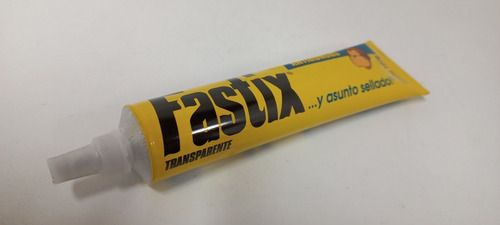 Fastix®
TRANSPARENTE
...y asunto sellado!